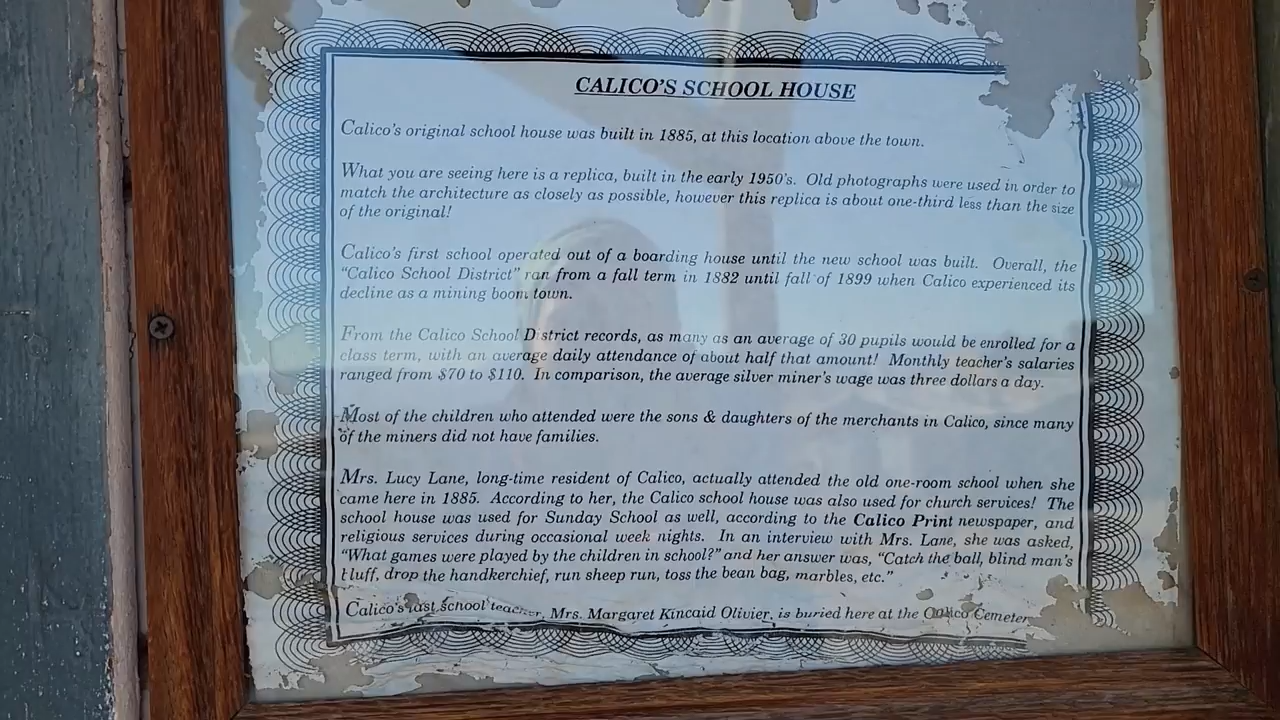 CALICO'S SCHOOL HOUSE
Calico's original school house was built in 1885, at this location above the town.
What you are seeing here is a replica, built in the early 1950's. Old photographs were used in order to
match the architecture as closely as possible, however this replica is about one-third less than the size
of the original!
Calico's first school operated out of a boarding house until the new school was built. Overall, the
"Calico School District" ran from a fall term in 1882 until fall of 1899 when Calico experienced its
decline as a mining boom town.
From the Calico School District records, as many as an average of 30 pupils would be enrolled for a
class term, with an average daily attendance of about half that amount! Monthly teacher's salaries
ranged from $70 to $110. In comparison, the average silver miner's wage was three dollars a day.
Most of the children who attended were the sons & daughters of the merchants in Calico, since many
of the miners did not have families.
Mrs. Lucy Lane, long-time resident of Calico, actually attended the old one-room school when she
came here in 1885. According to her, the Calico school house was also used for church services! The
school house was used for Sunday School as well, according to the Calico Print newspaper, and
religious services during occasional week nights. In an interview with Mrs. Lane, she was asked,
"What games were played by the children in school?" and her answer was, "Catch the ball, blind man's
bluff, drop the handkerchief, run sheep run, toss the bean bag, marbles, etc."
Calico's last school teacher, Mrs. Margaret Kincaid Olivier, is buried here at the Calico Cemeter